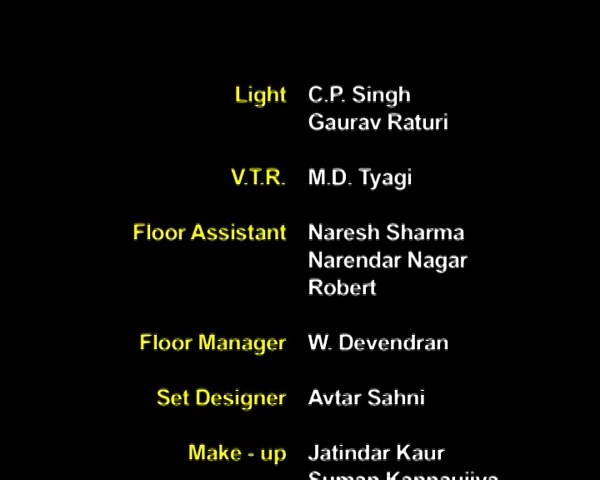 Light C.P. Singh
Gaurav Raturi
V.T.R. M.D. Tyagi
Floor Assistant Naresh Sharma
Narendar Nagar
Robert
Floor Manager W. Devendran
Set Designer Avtar Sahni
Make - up Jatindar Kaur
Suman